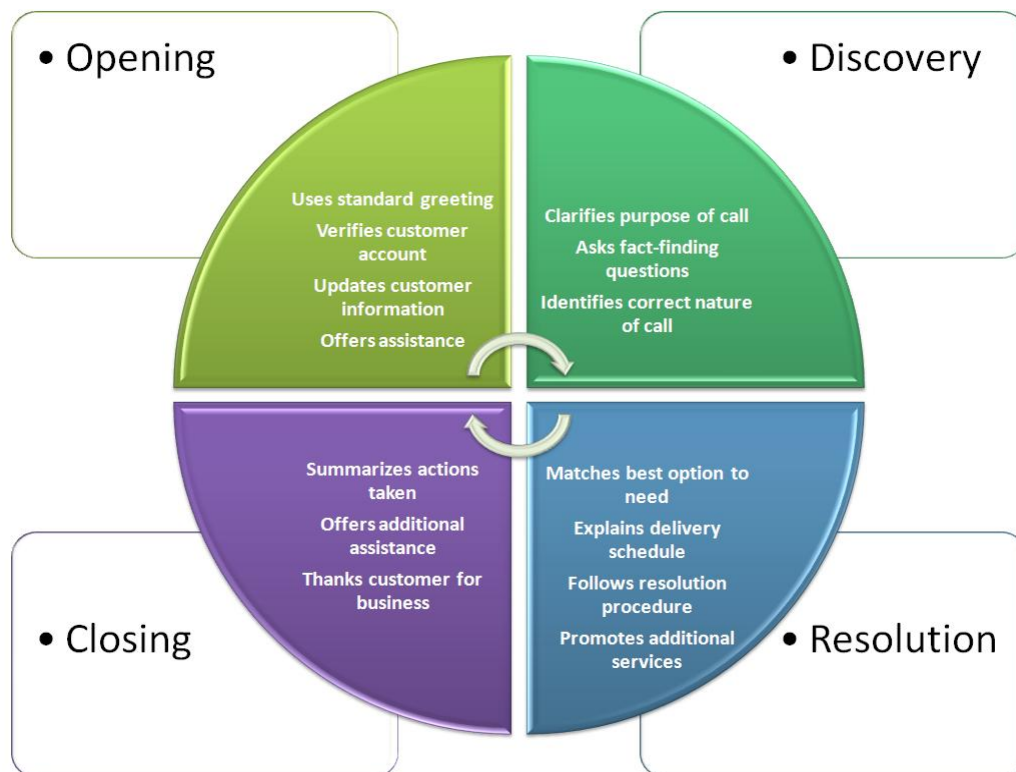 • Opening
Uses standard greeting
Verifies customer
account
Updates customer
information
Offers assistance
• Discovery
Clarifies purpose of call
Asks fact-finding
questions
Identifies correct nature
of call
• Resolution
Matches best option to
need
Explains delivery
schedule
Follows resolution
procedure
Promotes additional
services
• Closing
Summarizes actions
taken
Offers additional
assistance
Thanks customer for
business